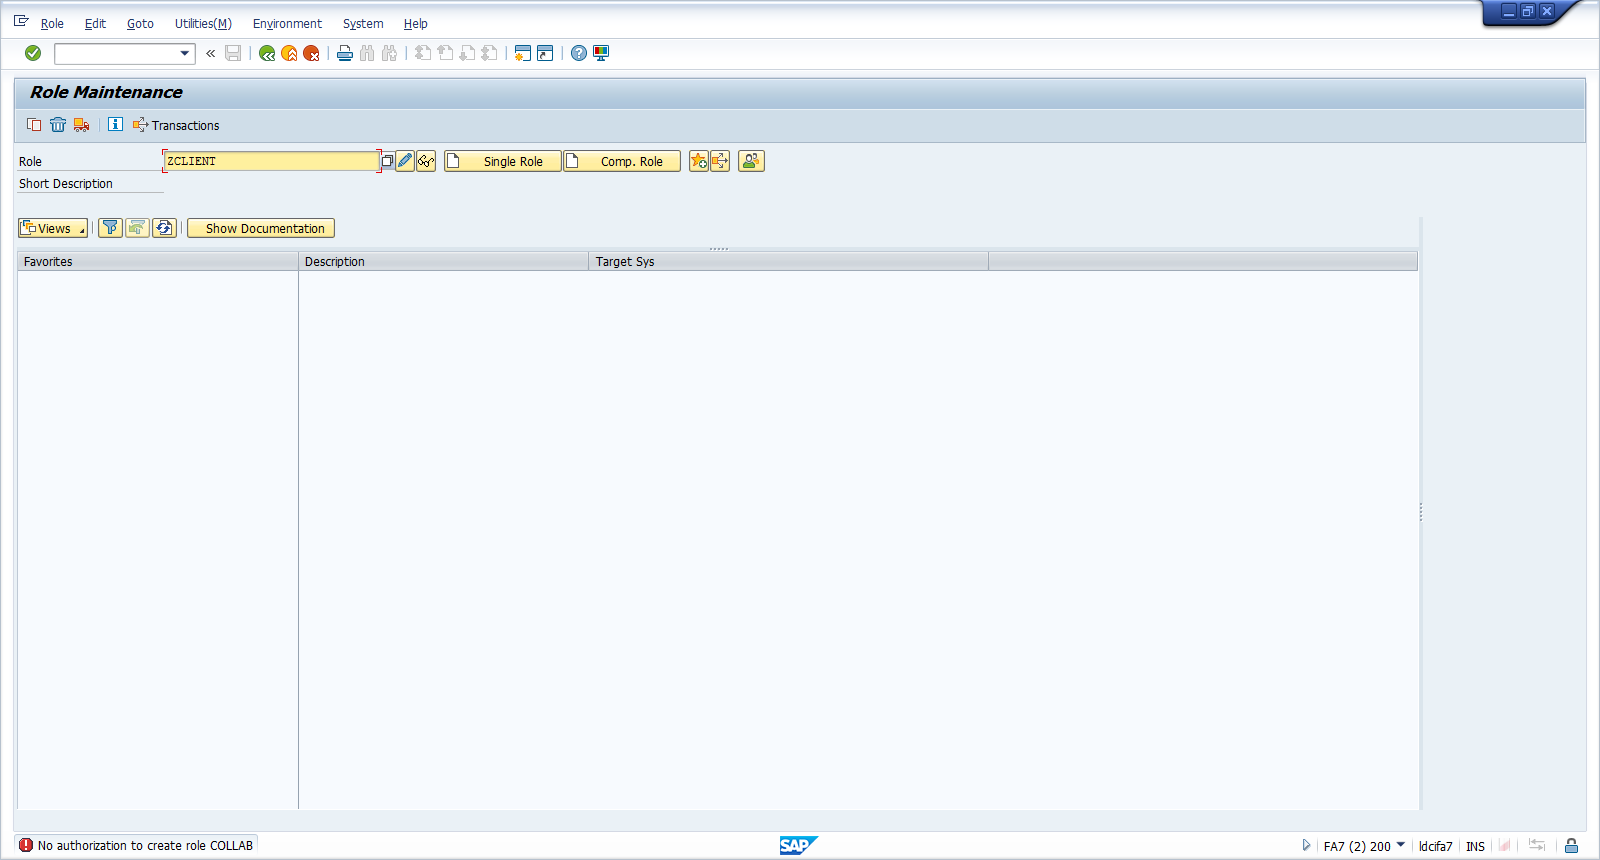 Role Edit Goto Utilities(M) Environment System Help
Role Maintenance
Transactions
Role ZCLIENT Single Role Comp. Role
Short Description
Views Show Documentation
Favorites Description Target Sys
No authorization to create role COLLAB SAP FA7 (2) 200 ldcifa7 INS